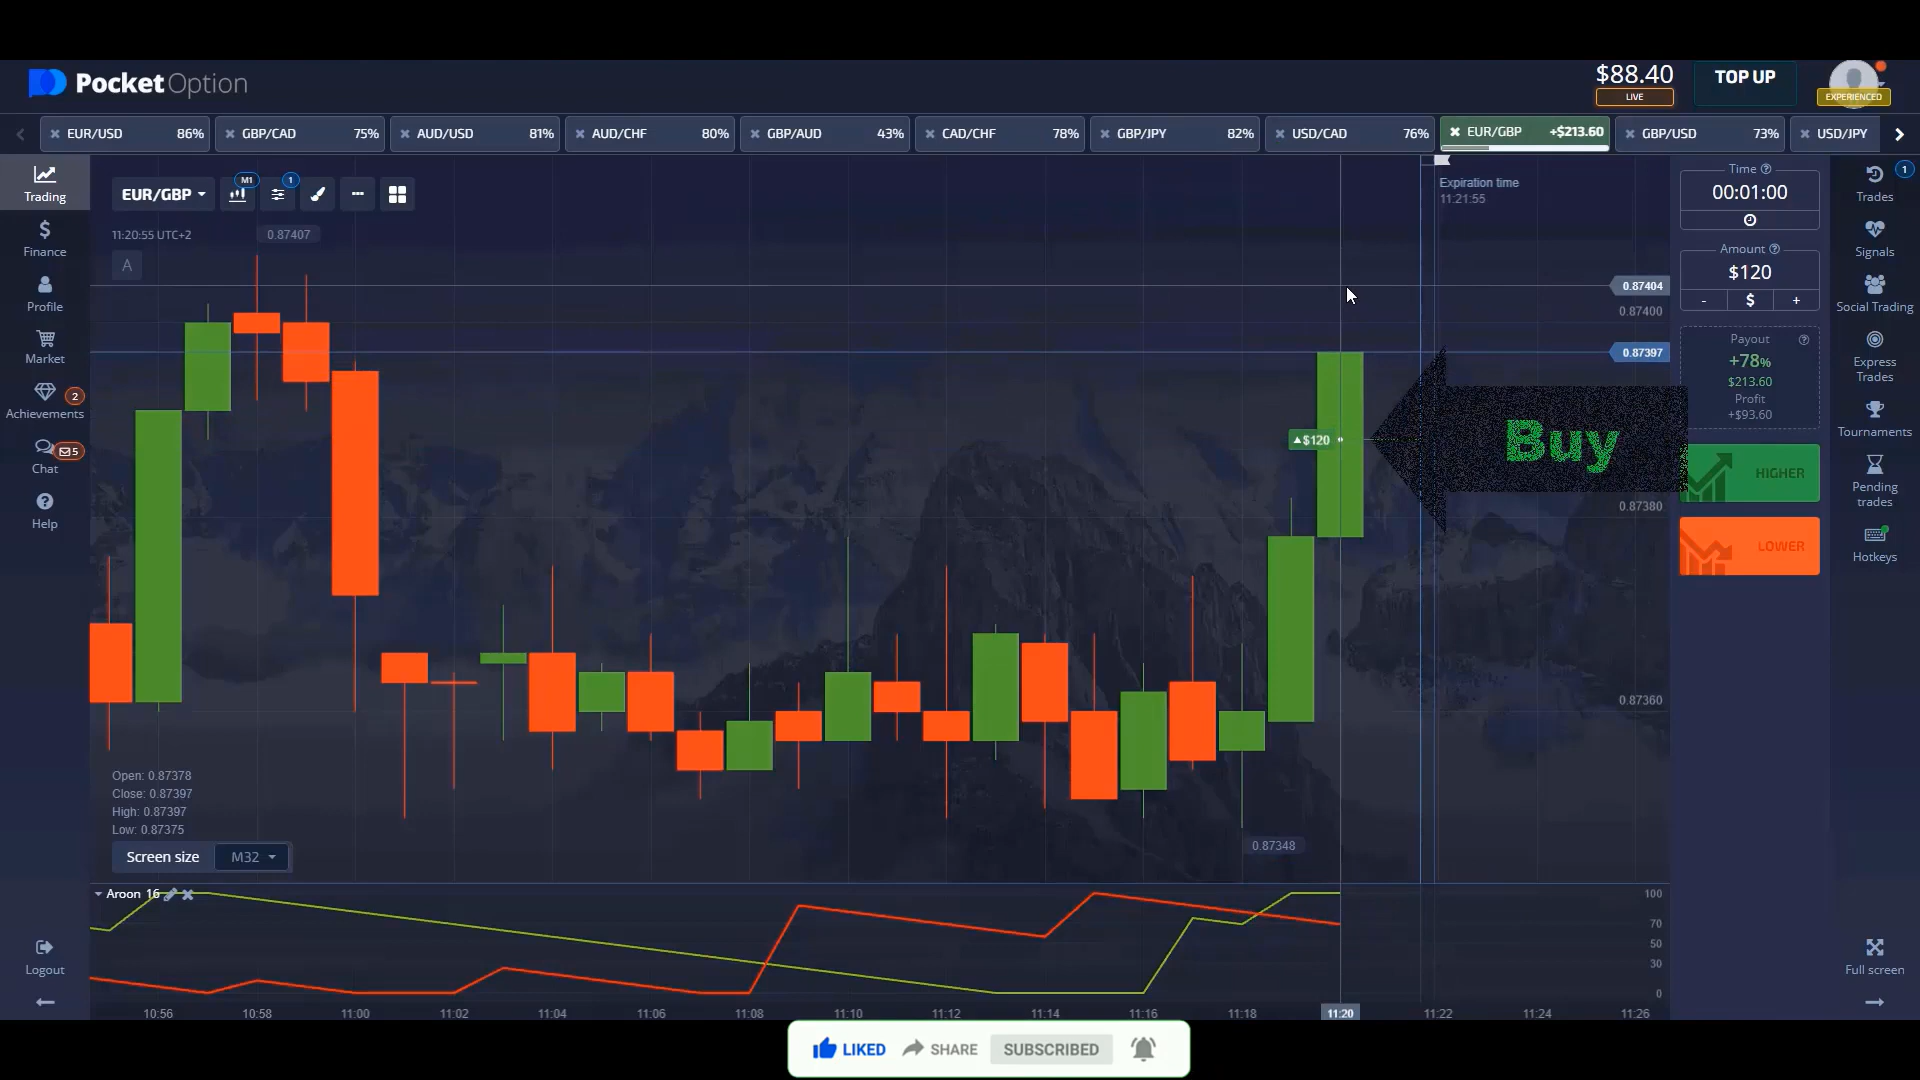 PocketOption
$88.40
LIVE
TOP UP
EXPERIENCED
EUR/USD 86%
GBP/CAD 75%
AUD/USD 81%
AUD/CHF 80%
GBP/AUD 43%
CAD/CHF 78%
GBP/JPY 82%
USD/CAD 76%
EUR/GBP +$213.60
GBP/USD 73%
USD/JPY
Trading
Finance
Profile
Market
Achievements 2
Chat 5
Help
Logout
EUR/GBP
M1
1
11:20:55 UTC+2
0.87407
A
Expiration time
11:21:55
0.87404
0.87400
0.87397
0.87380
0.87360
$120
Buy
0.87348
Open: 0.87378
Close: 0.87397
High: 0.87397
Low: 0.87375
Screen size M32
Aroon 16
100
70
50
30
0
10:56 10:58 11:00 11:02 11:04 11:06 11:08 11:10 11:12 11:14 11:16 11:18 11:20 11:22 11:24 11:26
Time
00:01:00
Amount
$120
- $ +
Payout
+78%
$213.60
Profit
+$93.60
HIGHER
LOWER
1
Trades
Signals
Social Trading
Express
Trades
Tournaments
Pending
trades
Hotkeys
Full screen
LIKED SHARE SUBSCRIBED